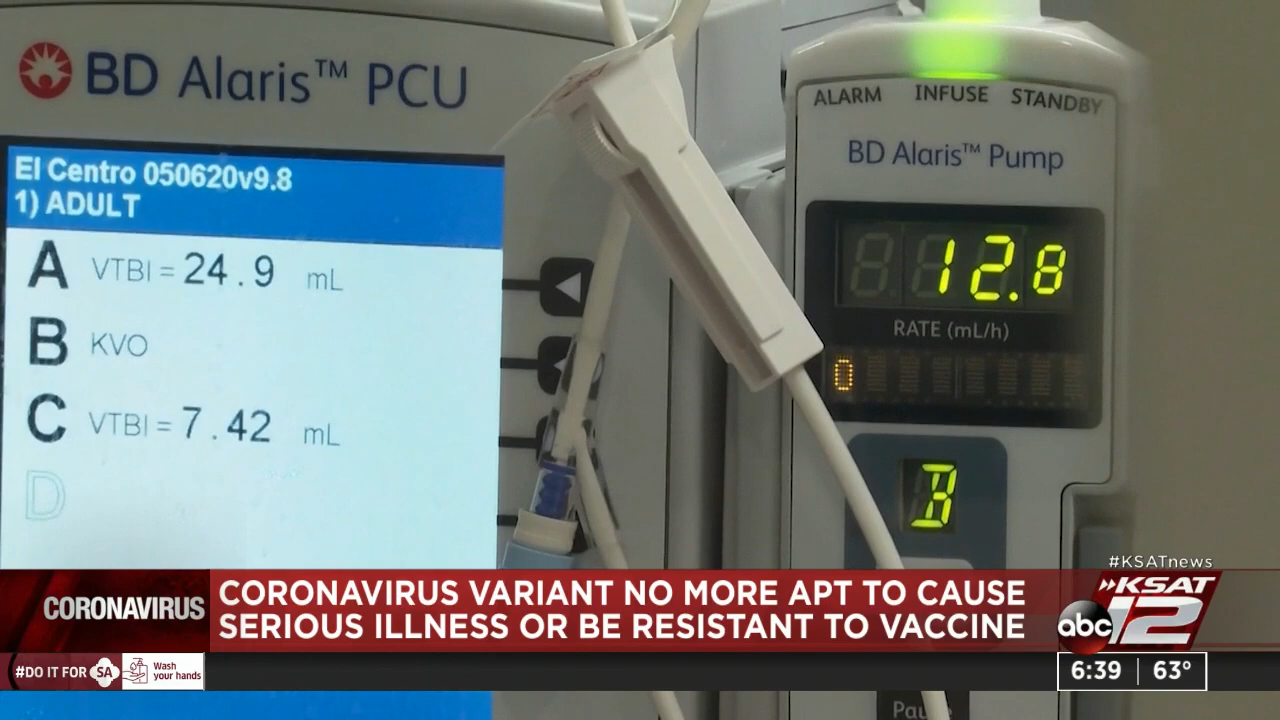 BD Alaris™ PCU
El Centro 050620v9.8
1) ADULT
A VTBI = 24.9 mL
B KVO
C VTBI = 7.42 mL
D
ALARM INFUSE STANDBY
BD Alaris™ Pump
12.8
RATE (mL/h)
0
B
#KSATnews
CORONAVIRUS
CORONAVIRUS VARIANT NO MORE APT TO CAUSE
SERIOUS ILLNESS OR BE RESISTANT TO VACCINE
abc
KSAT
12
#DO IT FOR SA
Wash
your hands
6:39 63°